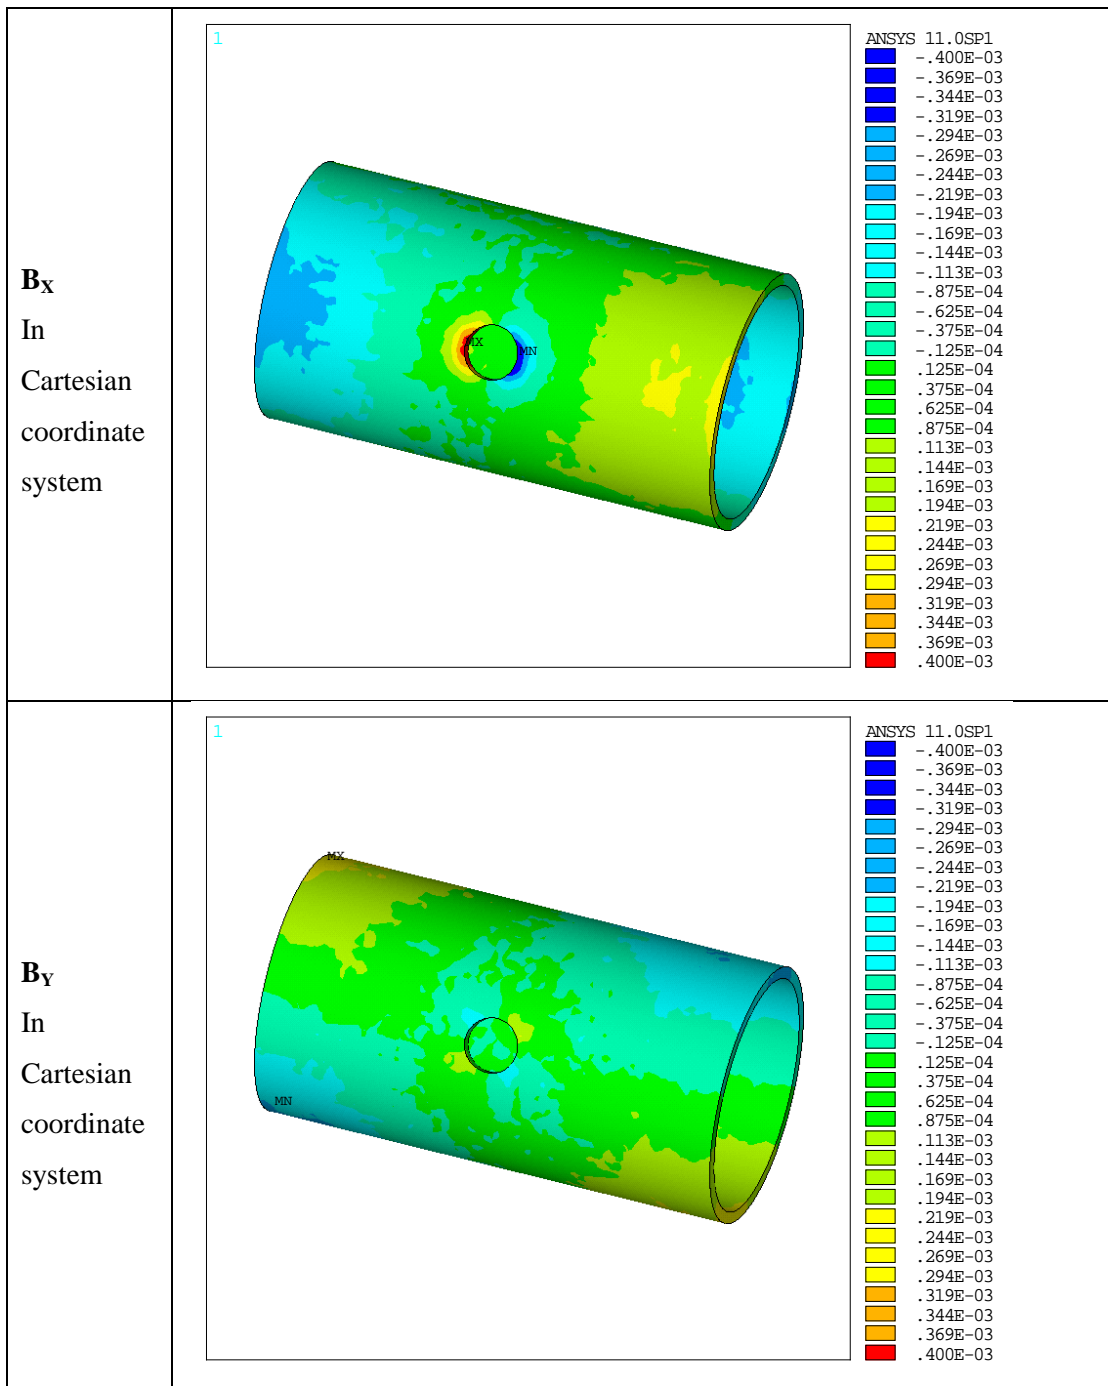 B_X
In
Cartesian
coordinate
system
1
MX
MN
ANSYS 11.0SP1
-.400E-03
-.369E-03
-.344E-03
-.319E-03
-.294E-03
-.269E-03
-.244E-03
-.219E-03
-.194E-03
-.169E-03
-.144E-03
-.113E-03
-.875E-04
-.625E-04
-.375E-04
-.125E-04
.125E-04
.375E-04
.625E-04
.875E-04
.113E-03
.144E-03
.169E-03
.194E-03
.219E-03
.244E-03
.269E-03
.294E-03
.319E-03
.344E-03
.369E-03
.400E-03
B_Y
In
Cartesian
coordinate
system
1
MX
MN
ANSYS 11.0SP1
-.400E-03
-.369E-03
-.344E-03
-.319E-03
-.294E-03
-.269E-03
-.244E-03
-.219E-03
-.194E-03
-.169E-03
-.144E-03
-.113E-03
-.875E-04
-.625E-04
-.375E-04
-.125E-04
.125E-04
.375E-04
.625E-04
.875E-04
.113E-03
.144E-03
.169E-03
.194E-03
.219E-03
.244E-03
.269E-03
.294E-03
.319E-03
.344E-03
.369E-03
.400E-03